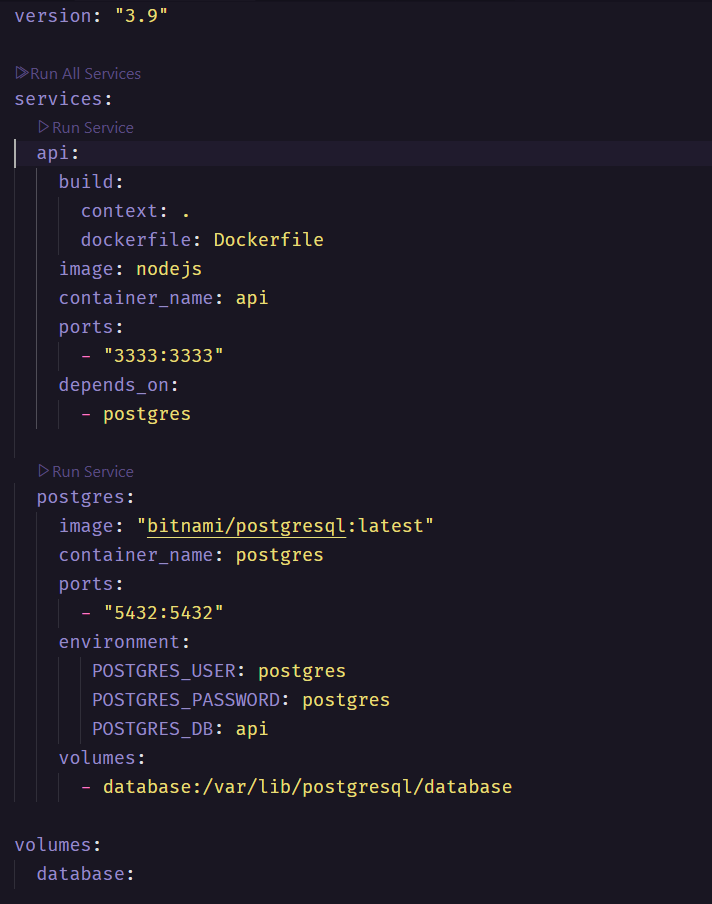 version: "3.9"
Run All Services
services:
Run Service
api:
build:
context: .
dockerfile: Dockerfile
image: nodejs
container_name: api
ports:
- "3333:3333"
depends_on:
- postgres
Run Service
postgres:
image: "bitnami/postgresql:latest"
container_name: postgres
ports:
- "5432:5432"
environment:
POSTGRES_USER: postgres
POSTGRES_PASSWORD: postgres
POSTGRES_DB: api
volumes:
- database:/var/lib/postgresql/database
volumes:
database: